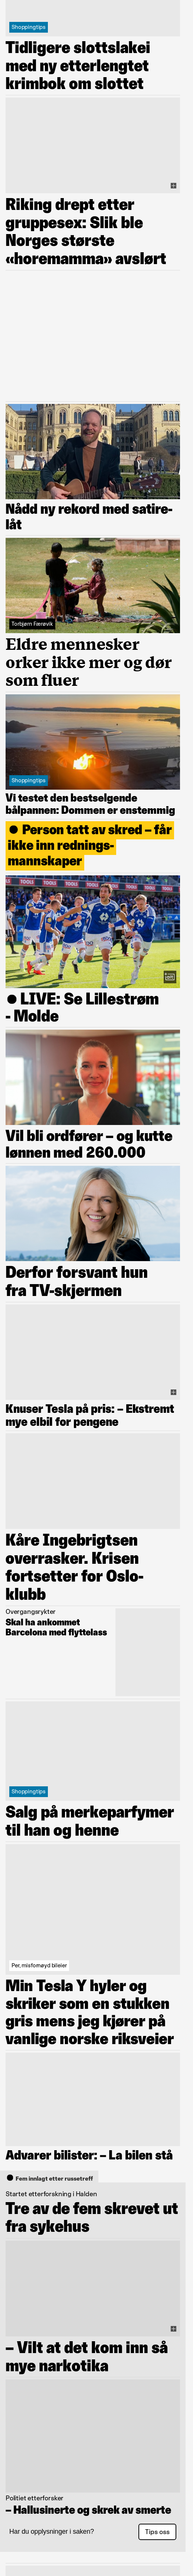 Shoppingtips
Tidligere slottslakei
med ny etterlengtet
krimbok om slottet
Riking drept etter
gruppesex: Slik ble
Norges største
«horemamma» avslørt
Nådd ny rekord med satire-
låt
Torbjørn Færøvik
Eldre mennesker
orker ikke mer og dør
som fluer
Shoppingtips
Vi testet den bestselgende
bålpannen: Dommen er enstemmig
Person tatt av skred – får
ikke inn rednings-
mannskaper
TOOLS TOOLS TOOLS TOOLS
LIVE: Se Lillestrøm
- Molde
Vil bli ordfører – og kutte
lønnen med 260.000
Derfor forsvant hun
fra TV-skjermen
Knuser Tesla på pris: – Ekstremt
mye elbil for pengene
Kåre Ingebrigtsen
overrasker. Krisen
fortsetter for Oslo-
klubb
Overgangarykter
Skal ha ankommet
Barcelona med flyttelass
Shoppingtips
Salg på merkeparfymer
til han og henne
Per, misfornøyd bileier
Min Tesla Y hyler og
skriker som en stukken
gris mens jeg kjører på
vanlige norske riksveier
Advarer bilister: – La bilen stå
Fem innlagt etter russetreff
Startet etterforskning i Halden
Tre av de fem skrevet ut
fra sykehus
– Vilt at det kom inn så
mye narkotika
Politiet etterforsker
– Hallusinerte og skrek av smerte
Har du opplysninger i saken?
Tips oss